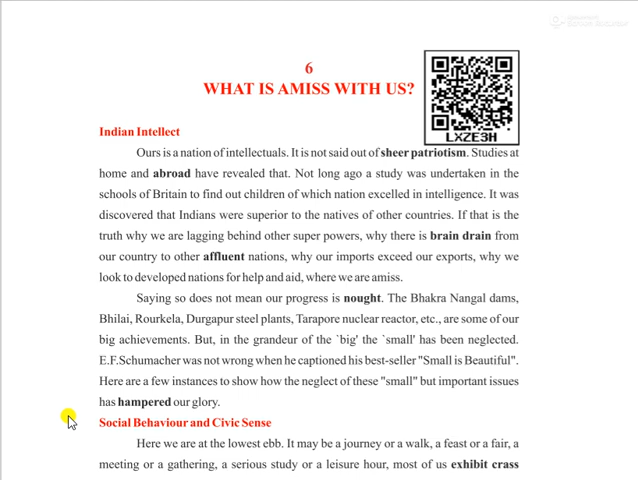 6
WHAT IS AMISS WITH US?
LXZE3H
Indian Intellect
Ours is a nation of intellectuals. It is not said out of sheer patriotism. Studies at
home and abroad have revealed that. Not long ago a study was undertaken in the
schools of Britain to find out children of which nation excelled in intelligence. It was
discovered that Indians were superior to the natives of other countries. If that is the
truth why we are lagging behind other super powers, why there is brain drain from
our country to other affluent nations, why our imports exceed our exports, why we
look to developed nations for help and aid, where we are amiss.
Saying so does not mean our progress is nought. The Bhakra Nangal dams,
Bhilai, Rourkela, Durgapur steel plants, Tarapore nuclear reactor, etc., are some of our
big achievements. But, in the grandeur of the `big' the `small' has been neglected.
E.F.Schumacher was not wrong when he captioned his best-seller "Small is Beautiful".
Here are a few instances to show how the neglect of these "small" but important issues
has hampered our glory.
Social Behaviour and Civic Sense
Here we are at the lowest ebb. It may be a journey or a walk, a feast or a fair, a
meeting or a gathering, a serious study or a leisure hour, most of us exhibit crass